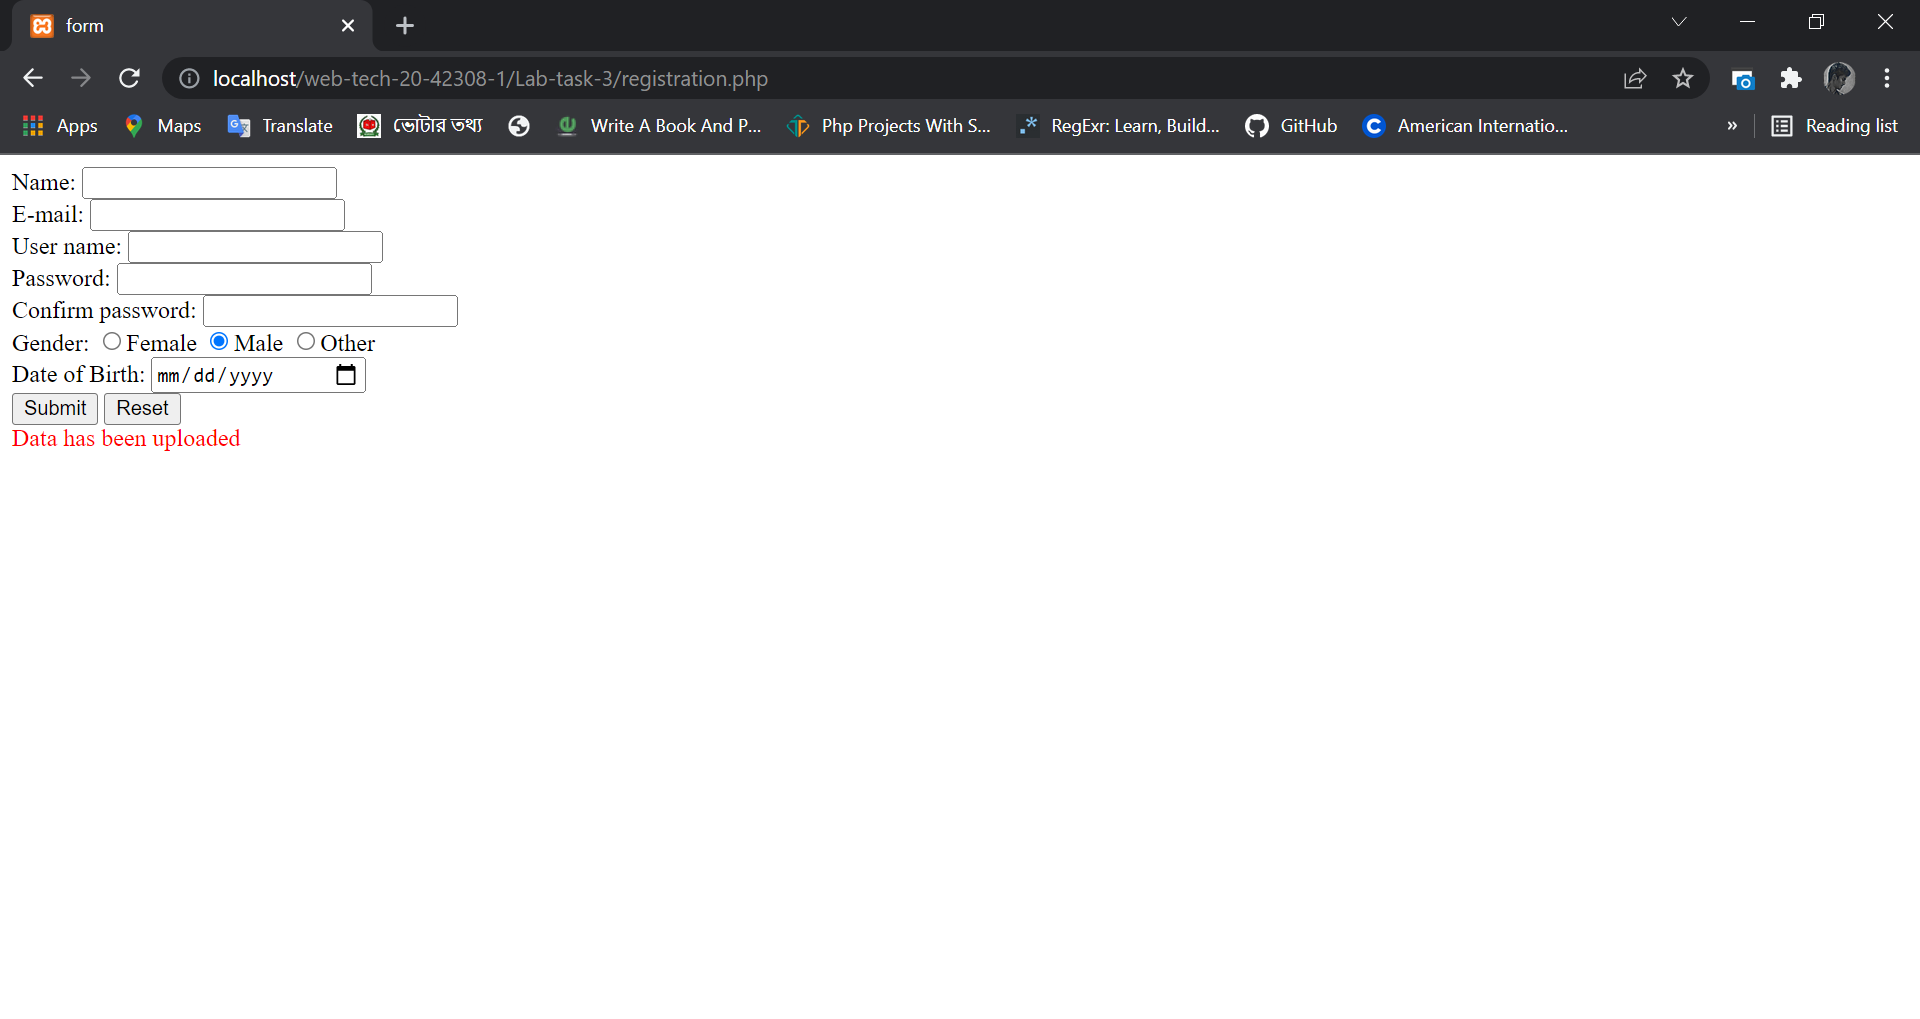 form
localhost/web-tech-20-42308-1/Lab-task-3/registration.php
Apps Maps Translate ভোটার তথ্য Write A Book And P... Php Projects With S... RegExr: Learn, Build... GitHub American Internatio... » Reading list
Name:
E-mail:
User name:
Password:
Confirm password:
Gender: Female Male Other
Date of Birth: mm/dd/yyyy
Submit Reset
Data has been uploaded